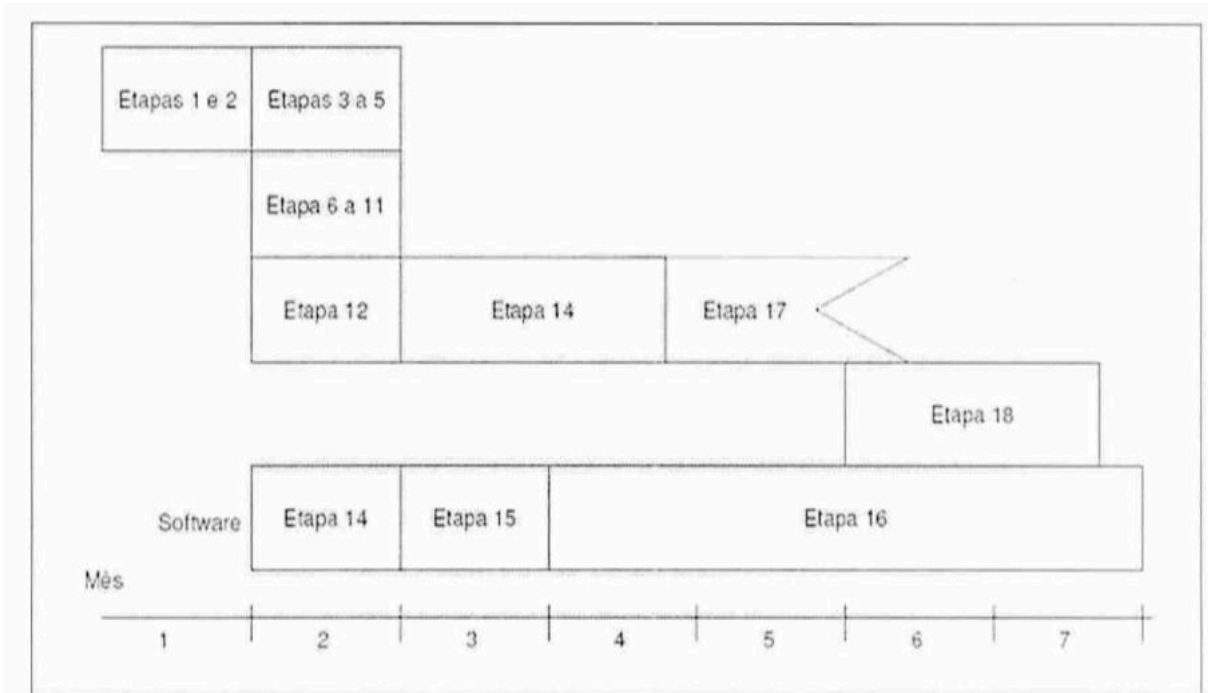 Etapas 1 e 2
Etapas 3 a 5
Etapa 6 a 11
Etapa 12
Etapa 14
Etapa 17
Etapa 18
Software
Etapa 14
Etapa 15
Etapa 16
Mês
1
2
3
4
5
6
7